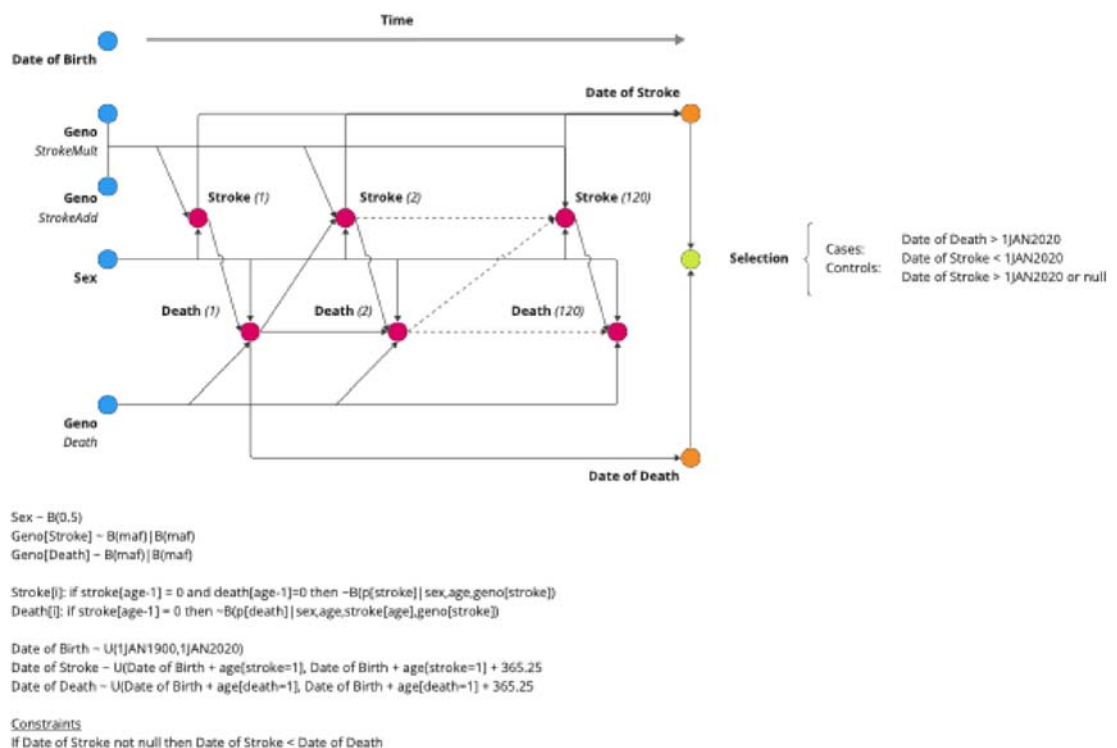 Time
Date of Birth
Date of Stroke
Geno
StrokeMult
Geno
StrokeAdd
Stroke (1)
Stroke (2)
Stroke (120)
Sex
Selection
Cases:
Controls:
Date of Death > 1JAN2020
Date of Stroke < 1JAN2020
Date of Stroke > 1JAN2020 or null
Death (1)
Death (2)
Death (120)
Geno
Death
Date of Death
Sex ~ B(0.5)
Geno[Stroke] ~ B(maf)|B(maf)
Geno[Death] ~ B(maf)|B(maf)
Stroke[i]: if stroke[age-1] = 0 and death[age-1]=0 then ~B(p[stroke]|sex,age,geno[stroke])
Death[i]: if stroke[age-1] = 0 then ~B(p[death]|sex,age,stroke[age],geno[stroke])
Date of Birth ~ U(1JAN1900,1JAN2020)
Date of Stroke ~ U(Date of Birth + age[stroke=1], Date of Birth + age[stroke=1] + 365.25
Date of Death ~ U(Date of Birth + age[death=1], Date of Birth + age[death=1] + 365.25
Constraints
If Date of Stroke not null then Date of Stroke < Date of Death